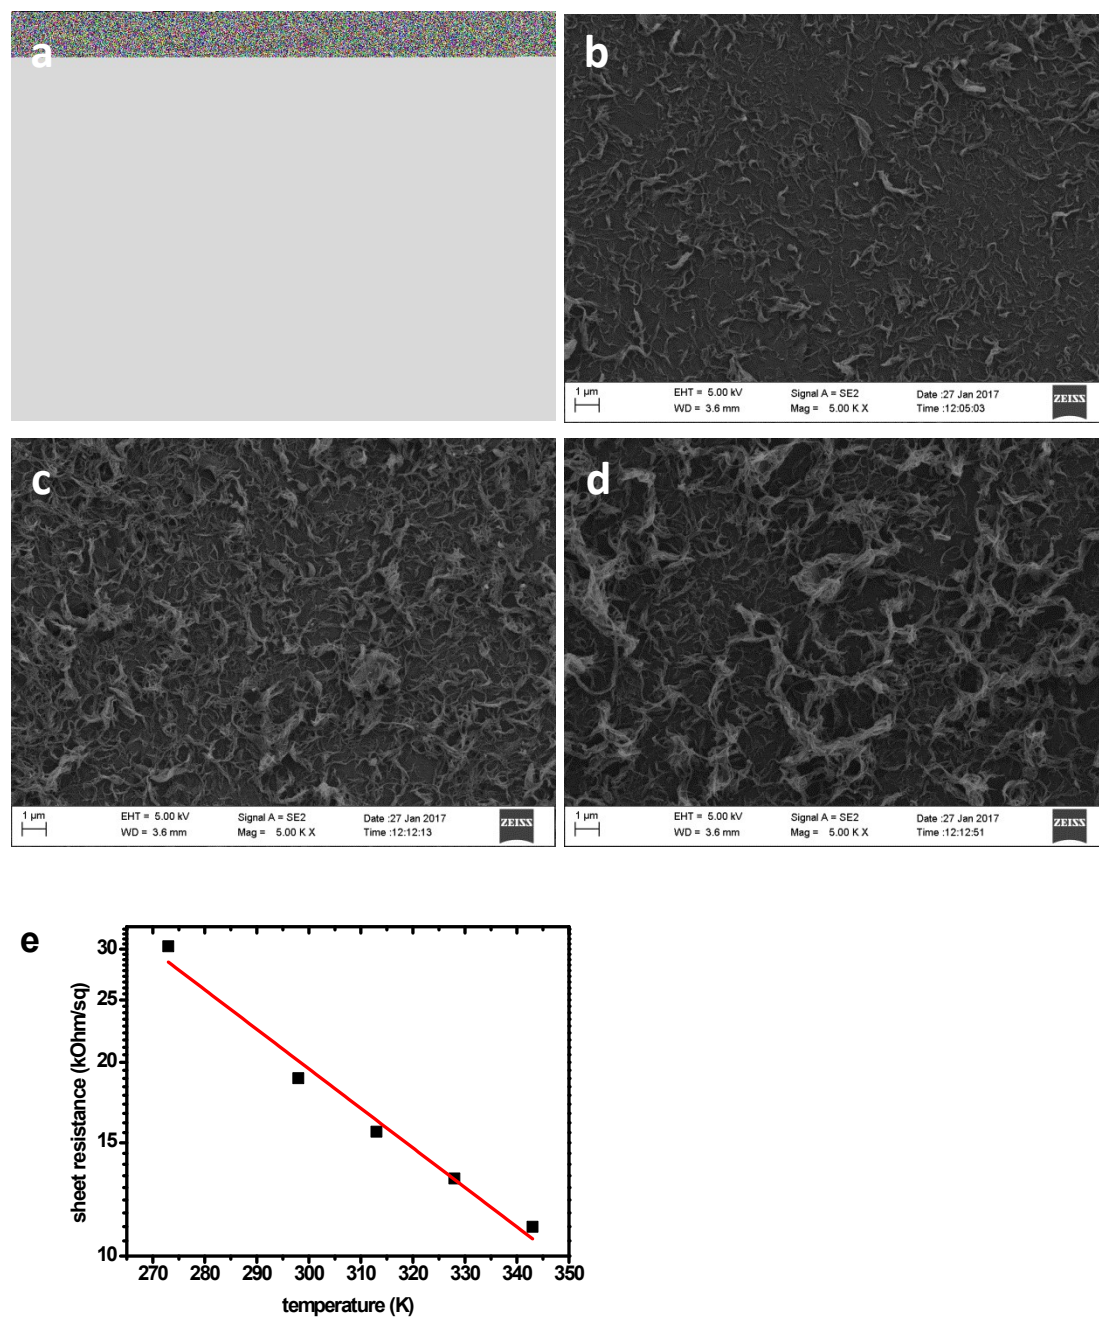 a
b
1 µm
EHT = 5.00 kV
Signal A = SE2
Date :27 Jan 2017
WD = 3.6 mm
Mag = 5.00 K X
Time :12:05:03
ZEISS
c
1 µm
EHT = 5.00 kV
Signal A = SE2
Date :27 Jan 2017
WD = 3.6 mm
Mag = 5.00 K X
Time :12:12:13
ZEISS
d
1 µm
EHT = 5.00 kV
Signal A = SE2
Date :27 Jan 2017
WD = 3.6 mm
Mag = 5.00 K X
Time :12:12:51
ZEISS
e
30
25
20
15
10
sheet resistance (kOhm/sq)
270 280 290 300 310 320 330 340 350
temperature (K)